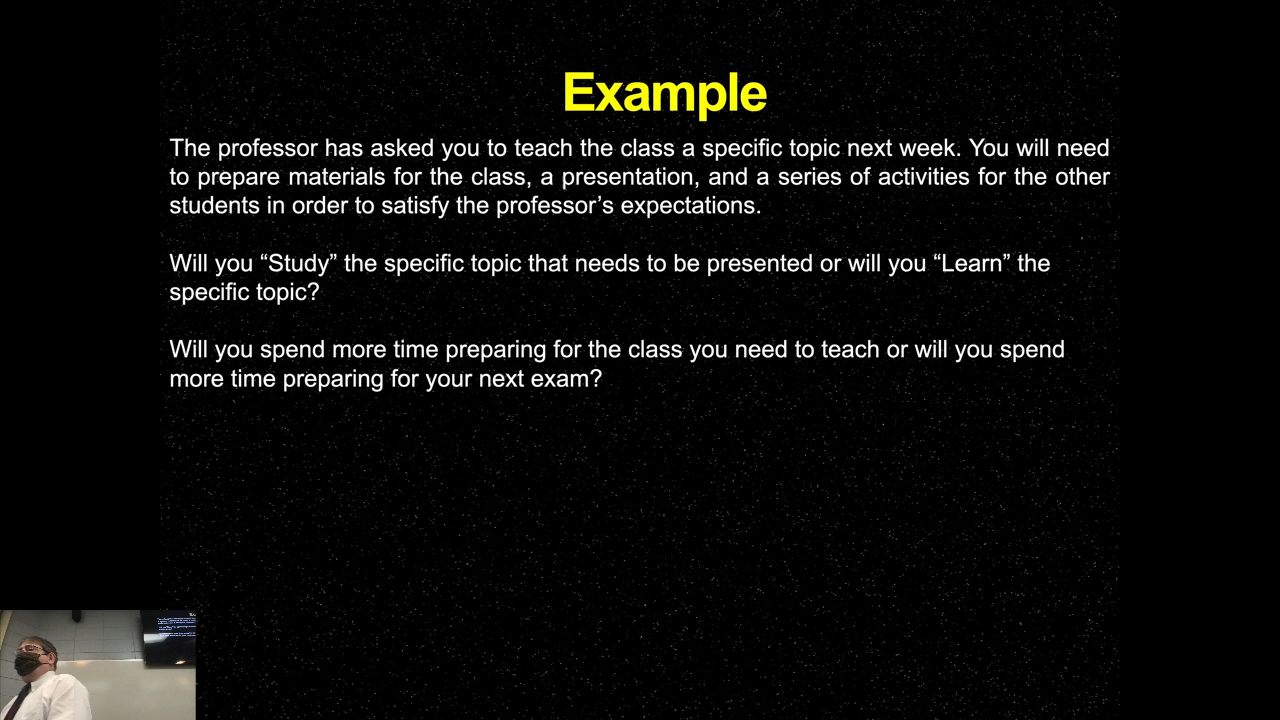 Example
The professor has asked you to teach the class a specific topic next week. You will need
to prepare materials for the class, a presentation, and a series of activities for the other
students in order to satisfy the professor’s expectations.
Will you “Study” the specific topic that needs to be presented or will you “Learn” the
specific topic?
Will you spend more time preparing for the class you need to teach or will you spend
more time preparing for your next exam?